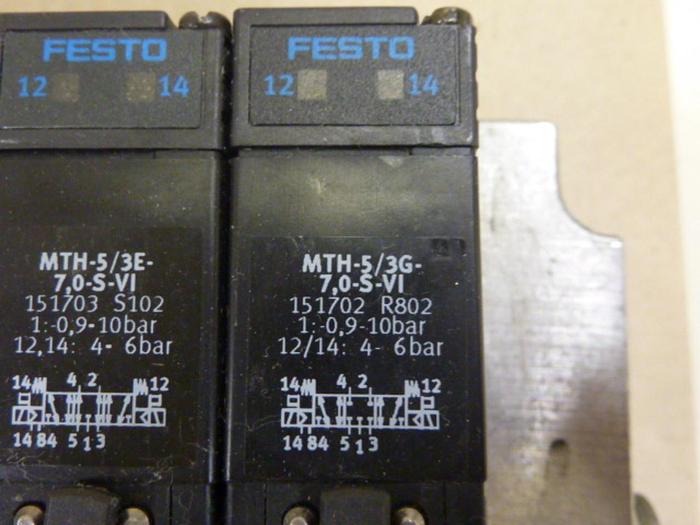 FESTO
12 14
MTH-5/3E-
7,0-S-VI
151703 S102
1:-0,9-10bar
12,14: 4- 6bar
14 4 2 12
14 84 5 1 3
FESTO
12 14
MTH-5/3G-
7,0-S-VI
151702 R802
1:-0,9-10bar
12/14: 4- 6bar
14 4 2 12
14 84 5 1 3